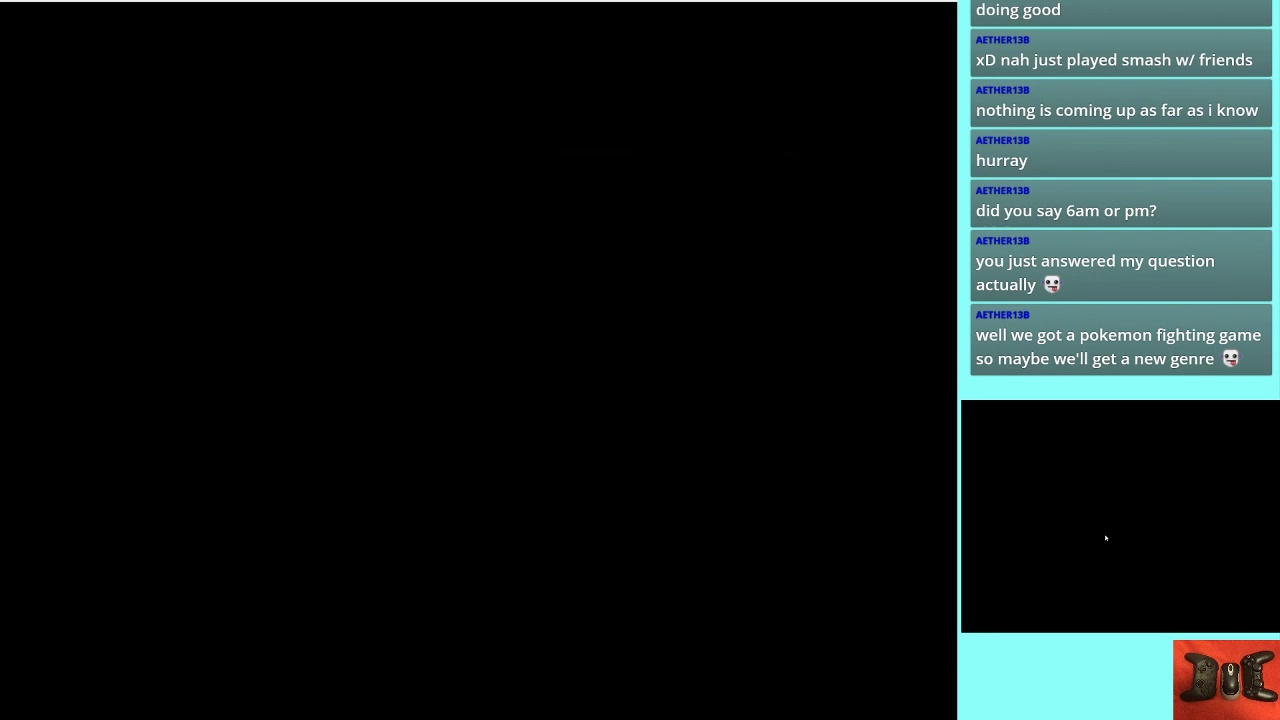 doing good
AETHER13B
xD nah just played smash w/ friends
AETHER13B
nothing is coming up as far as i know
AETHER13B
hurray
AETHER13B
did you say 6am or pm?
AETHER13B
you just answered my question
actually
AETHER13B
well we got a pokemon fighting game
so maybe we'll get a new genre